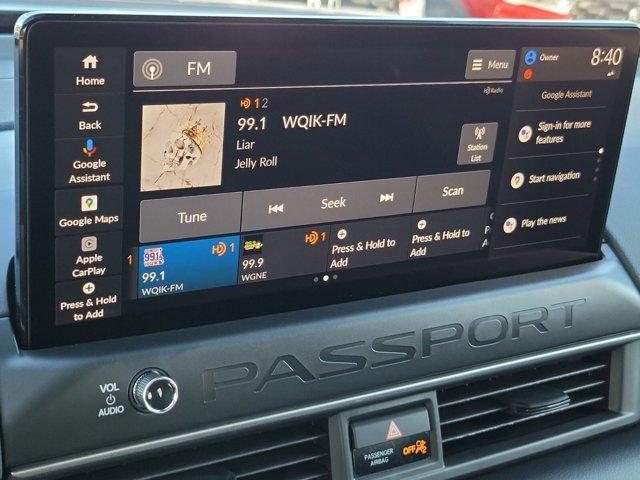 Home
Back
Google
Assistant
Google Maps
Apple
CarPlay
Press & Hold
to Add
FM
Menu
HD Radio
HD 1 2
99.1 WQIK-FM
Liar
Jelly Roll
Station
List
Tune
Seek
Scan
1
99.1
HD 1
99.1
WQIK-FM
HD 1
99.9
WGNE
Press & Hold to
Add
Press & Hold to
Add
Owner
8:40
Google Assistant
Sign-in for more
features
Start navigation
Play the news
PASSPORT
VOL
AUDIO
PASSENGER
AIRBAG
OFF